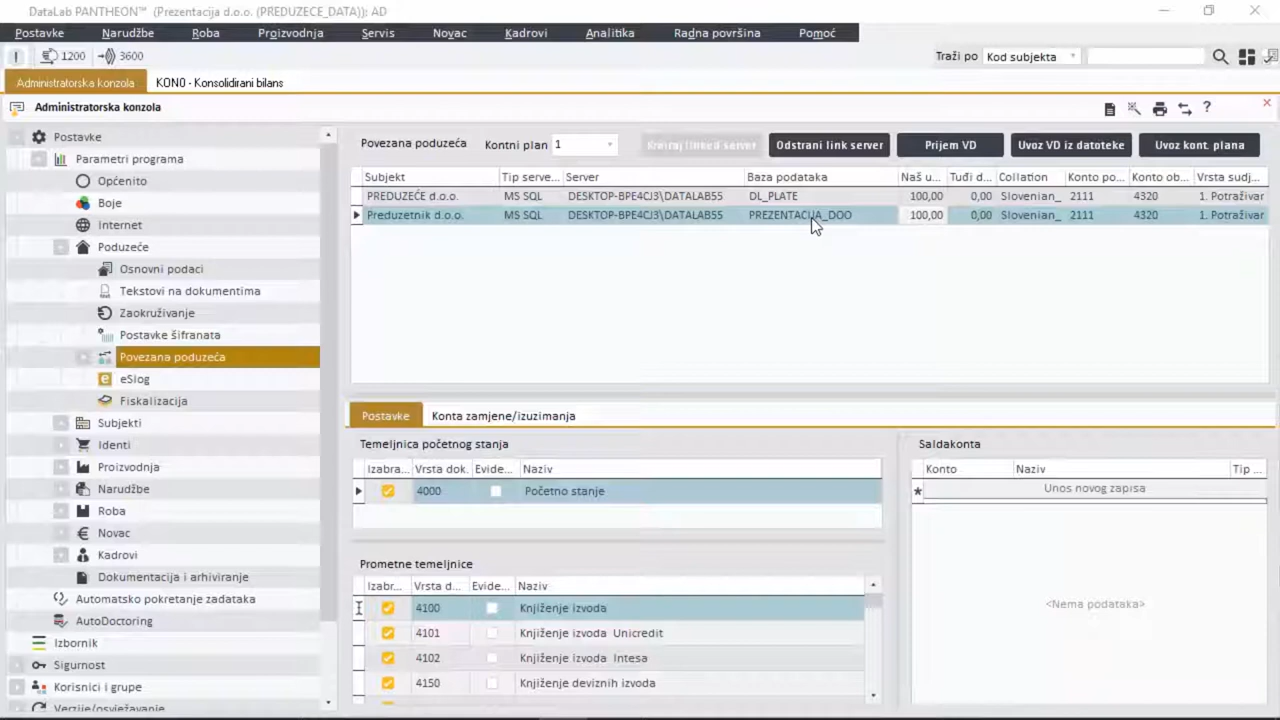 DataLab PANTHEON™ (Prezentacija d.o.o. (PREDUZECE_DATA)); AD
Postavke Narudžbe Roba Proizvodnja Servis Novac Kadrovi Analitika Radna površina Pomoć
1200 3600 Traži po Kod subjekta
Administratorska konzola KON0 - Konsolidirani bilans
Administratorska konzola ?
Postavke
Parametri programa
Općenito
Boje
Internet
Poduzeće
Osnovni podaci
Tekstovi na dokumentima
Zaokruživanje
Postavke šifranata
Povezana poduzeća
eSlog
Fiskalizacija
Subjekti
Identi
Proizvodnja
Narudžbe
Roba
Novac
Kadrovi
Dokumentacija i arhiviranje
Automatsko pokretanje zadataka
AutoDoctoring
Izbornik
Sigurnost
Korisnici i grupe
Verzije/osvježavanje
Povezana poduzeća Kontni plan 1 Kreiraj linked server Odstrani link server Prijem VD Uvoz VD iz datoteke Uvoz kont. plana
Subjekt Tip serve... Server Baza podataka Naš u... Tuđi d... Collation Konto po... Konto ob... Vrsta sudj...
PREDUZEĆE d.o.o. MS SQL DESKTOP-BPE4CJ3\DATALAB55 DL_PLATE 100,00 0,00 Slovenian_ 2111 4320 1. Potraživar
Preduzetnik d.o.o. MS SQL DESKTOP-BPE4CJ3\DATALAB55 PREZENTACIJA_DOO 100,00 0,00 Slovenian_ 2111 4320 1. Potraživar
Postavke Konta zamjene/izuzimanja
Temeljnica početnog stanja
Izabra... Vrsta dok. Evide... Naziv
4000 Početno stanje
Prometne temeljnice
Izabr... Vrsta d... Evide... Naziv
4100 Knjiženje izvoda
4101 Knjiženje izvoda Unicredit
4102 Knjiženje izvoda Intesa
4150 Knjiženje deviznih izvoda
Saldakonta
Konto Naziv Tip ...
Unos novog zapisa
<Nema podataka>